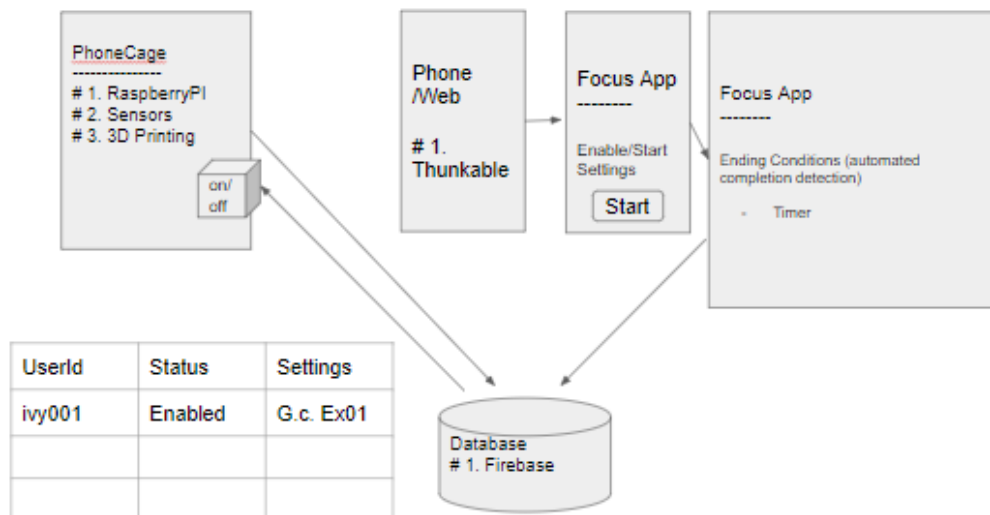 PhoneCage
---------------
# 1. RaspberryPI
# 2. Sensors
# 3. 3D Printing
on/
off
Phone
/Web
# 1.
Thunkable
Focus App
--------
Enable/Start
Settings
Start
Focus App
--------
Ending Conditions (automated
completion detection)
- Timer
UserId Status Settings
ivy001 Enabled G.c. Ex01
Database
# 1. Firebase